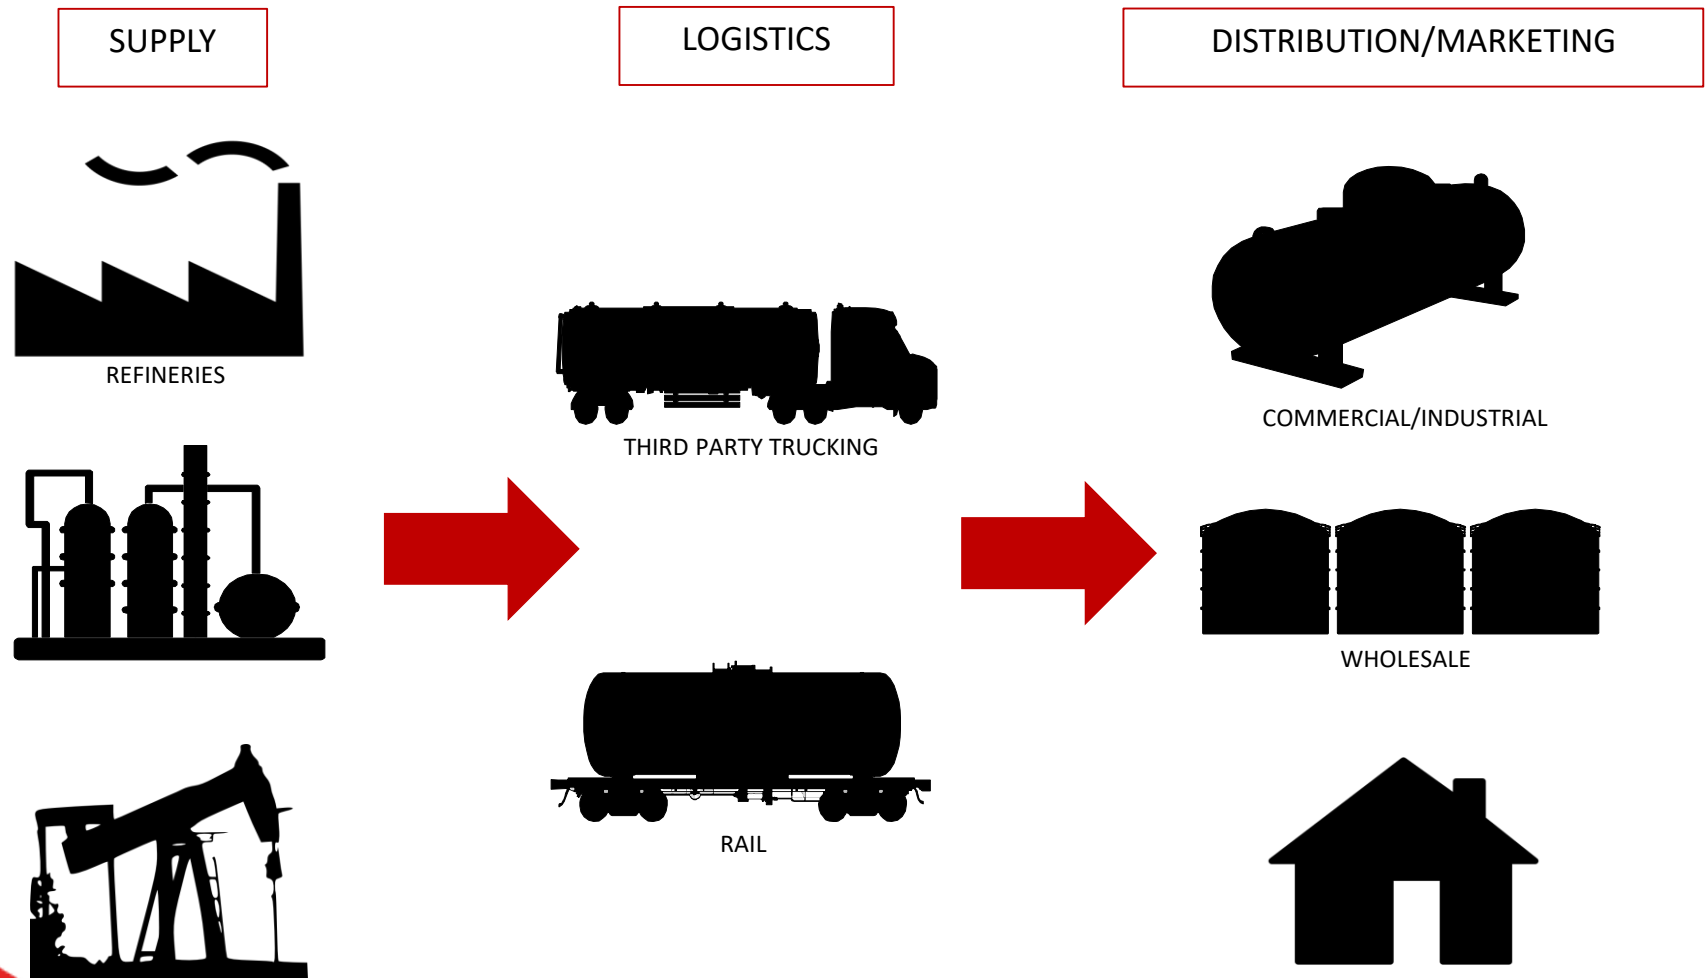 SUPPLY
LOGISTICS
DISTRIBUTION/MARKETING
REFINERIES
THIRD PARTY TRUCKING
COMMERCIAL/INDUSTRIAL
WHOLESALE
RAIL